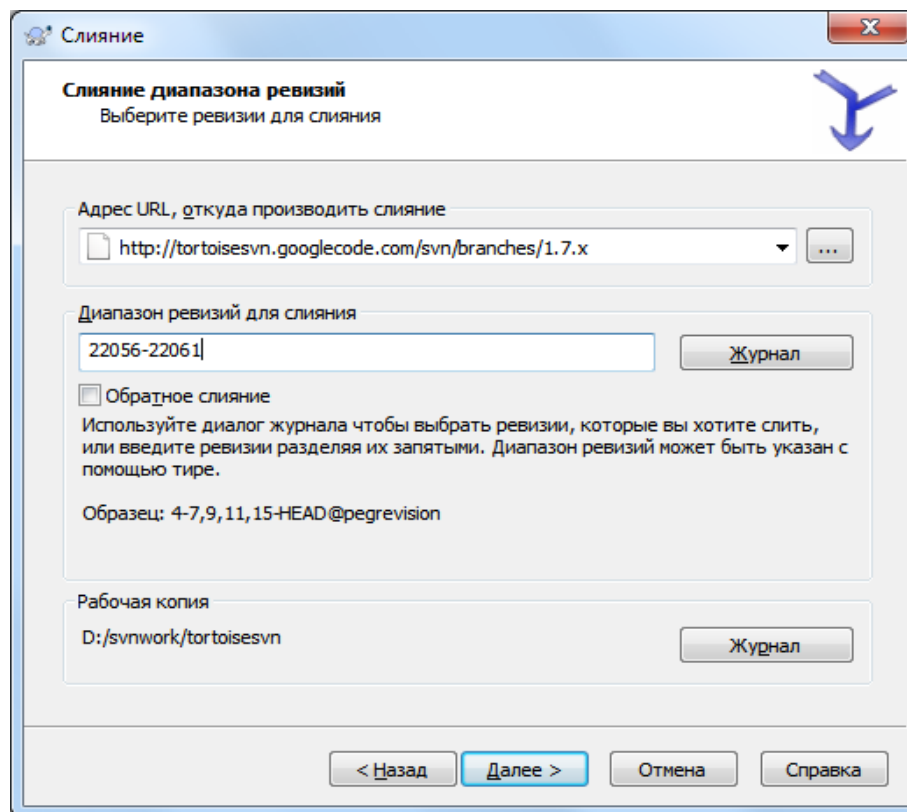 Слияние
Слияние диапазона ревизий
Выберите ревизии для слияния
Адрес URL, откуда производить слияние
http://tortoisesvn.googlecode.com/svn/branches/1.7.x
...
Диапазон ревизий для слияния
22056-22061
Журнал
Обратное слияние
Используйте диалог журнала чтобы выбрать ревизии, которые вы хотите слить,
или введите ревизии разделяя их запятыми. Диапазон ревизий может быть указан с
помощью тире.
Образец: 4-7,9,11,15-HEAD@pegrevision
Рабочая копия
D:/svnwork/tortoisesvn
Журнал
< Назад
Далее >
Отмена
Справка